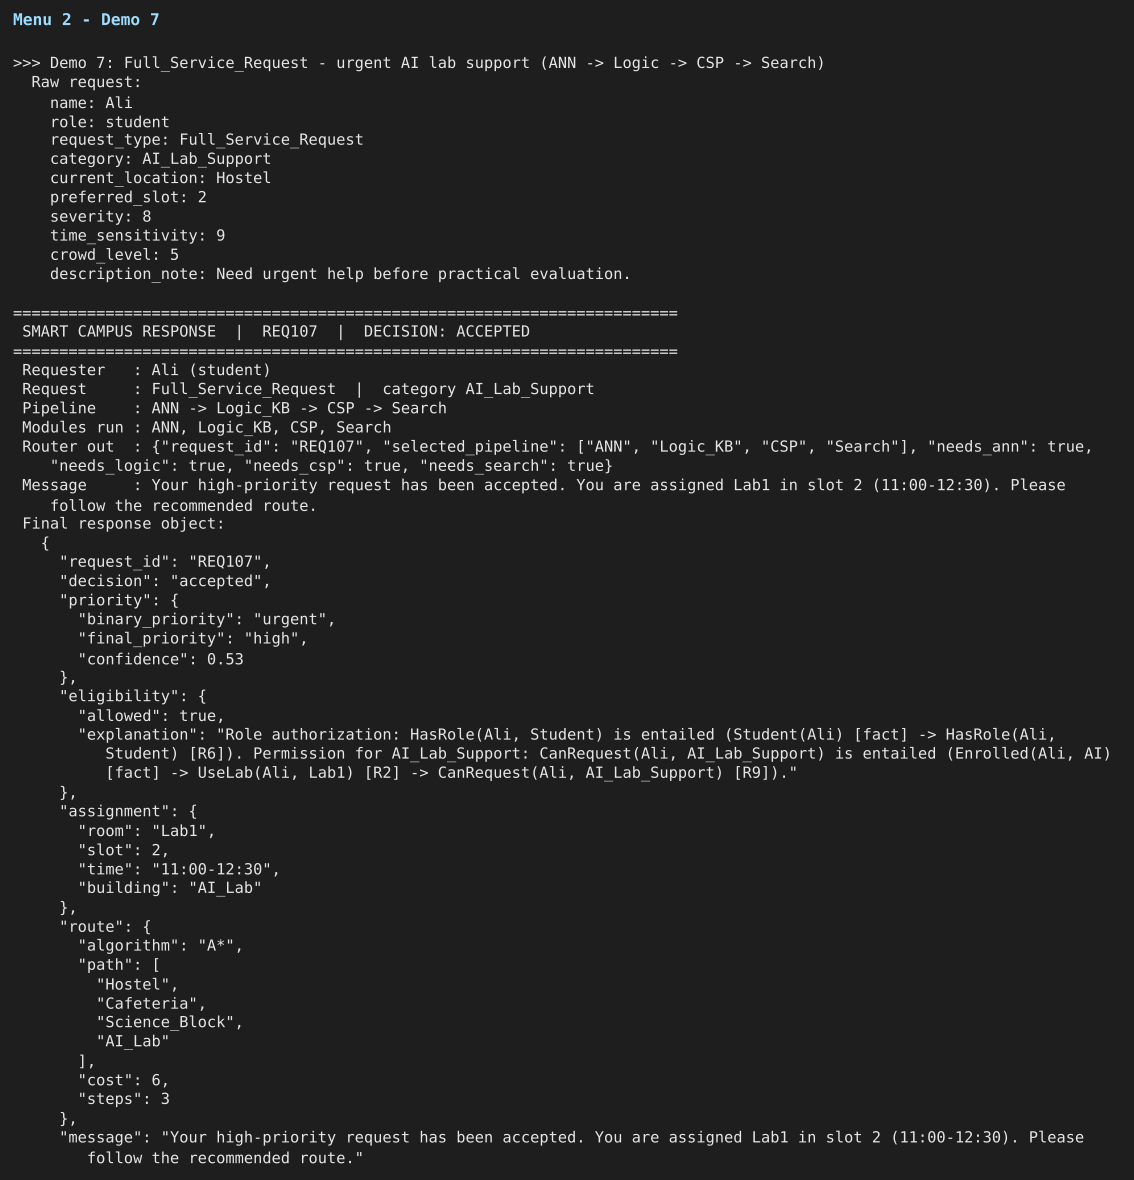 Menu 2 - Demo 7
>>> Demo 7: Full_Service_Request - urgent AI lab support (ANN -> Logic -> CSP -> Search)
Raw request:
name: Ali
role: student
request_type: Full_Service_Request
category: AI_Lab_Support
current_location: Hostel
preferred_slot: 2
severity: 8
time_sensitivity: 9
crowd_level: 5
description_note: Need urgent help before practical evaluation.
========================================================================
SMART CAMPUS RESPONSE  |  REQ107  |  DECISION: ACCEPTED
========================================================================
Requester   : Ali (student)
Request     : Full_Service_Request  |  category AI_Lab_Support
Pipeline    : ANN -> Logic_KB -> CSP -> Search
Modules run : ANN, Logic_KB, CSP, Search
Router out  : {"request_id": "REQ107", "selected_pipeline": ["ANN", "Logic_KB", "CSP", "Search"], "needs_ann": true,
"needs_logic": true, "needs_csp": true, "needs_search": true}
Message     : Your high-priority request has been accepted. You are assigned Lab1 in slot 2 (11:00-12:30). Please
follow the recommended route.
Final response object:
{
"request_id": "REQ107",
"decision": "accepted",
"priority": {
"binary_priority": "urgent",
"final_priority": "high",
"confidence": 0.53
},
"eligibility": {
"allowed": true,
"explanation": "Role authorization: HasRole(Ali, Student) is entailed (Student(Ali) [fact] -> HasRole(Ali,
Student) [R6]). Permission for AI_Lab_Support: CanRequest(Ali, AI_Lab_Support) is entailed (Enrolled(Ali, AI)
[fact] -> UseLab(Ali, Lab1) [R2] -> CanRequest(Ali, AI_Lab_Support) [R9])."
},
"assignment": {
"room": "Lab1",
"slot": 2,
"time": "11:00-12:30",
"building": "AI_Lab"
},
"route": {
"algorithm": "A*",
"path": [
"Hostel",
"Cafeteria",
"Science_Block",
"AI_Lab"
],
"cost": 6,
"steps": 3
},
"message": "Your high-priority request has been accepted. You are assigned Lab1 in slot 2 (11:00-12:30). Please
follow the recommended route."